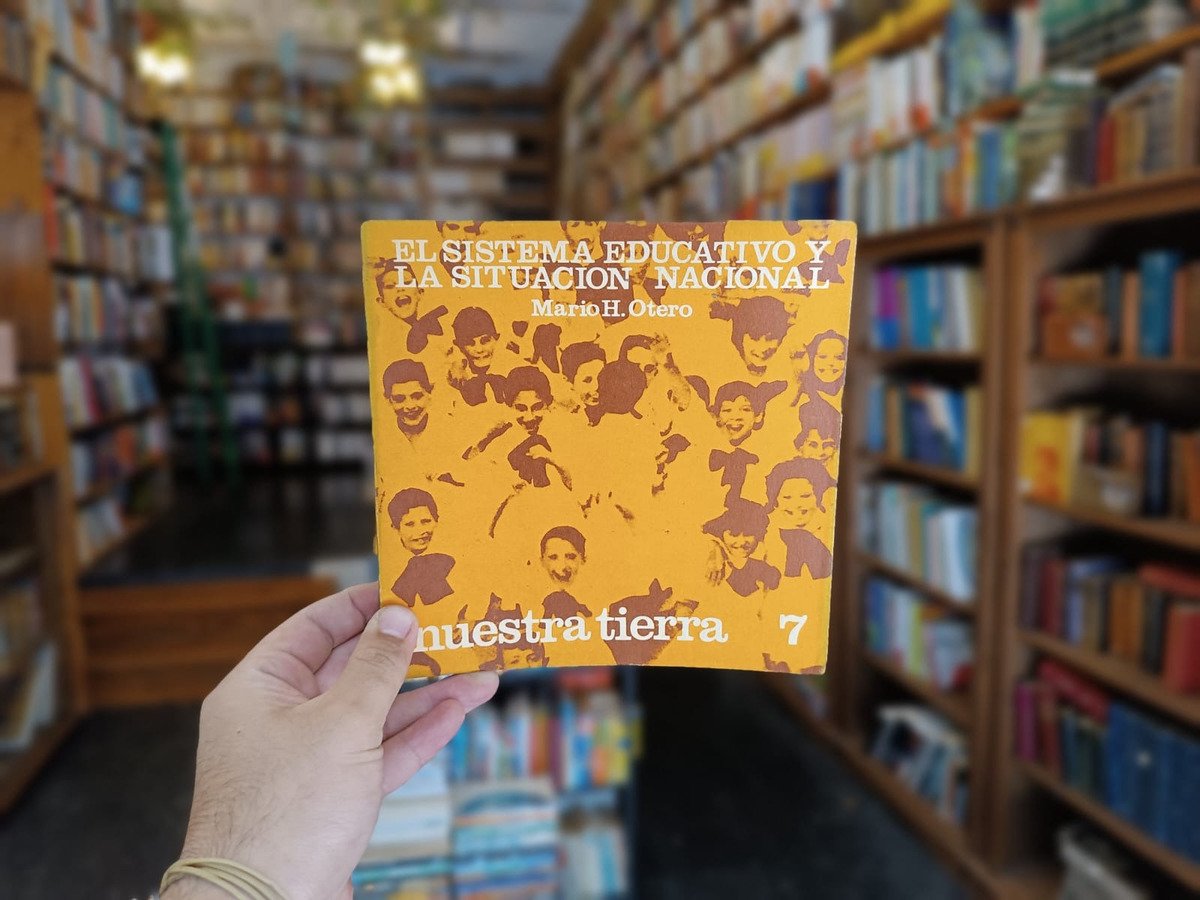 EL SISTEMA EDUCATIVO Y
LA SITUACION NACIONAL
Mario H. Otero
nuestra tierra 7